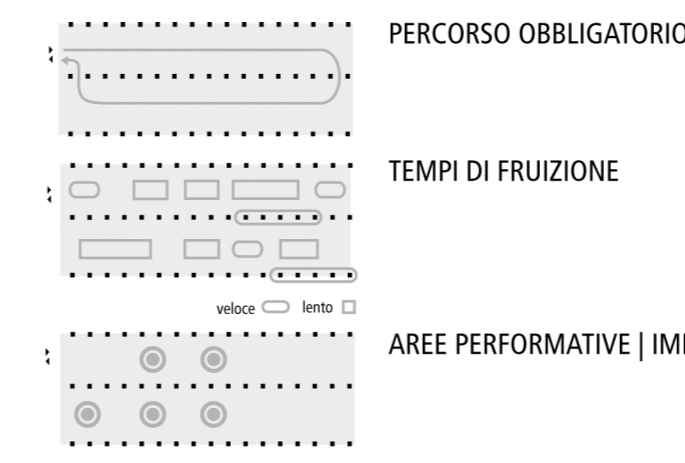 PERCORSO OBBLIGATORIO
TEMPI DI FRUIZIONE
veloce lento
AREE PERFORMATIVE |